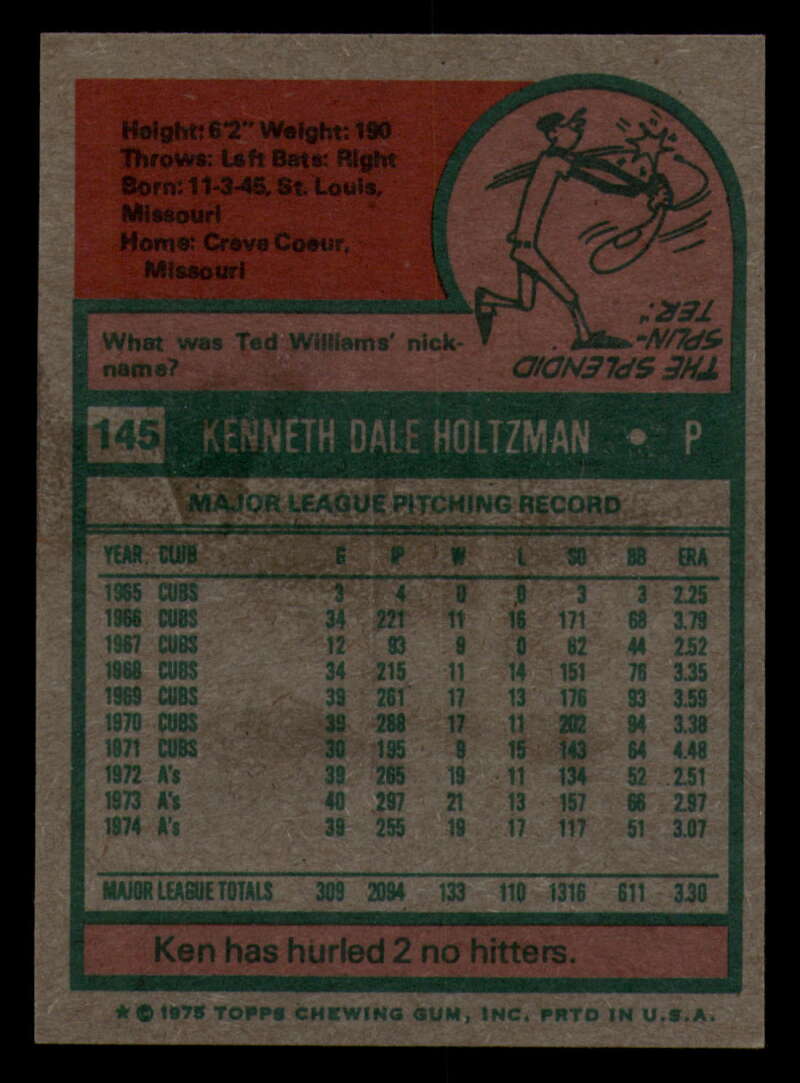 Height: 6'2" Weight: 190
Throws: Left Bats: Right
Born: 11-3-45, St. Louis,
Missouri
Home: Creve Coeur,
Missouri
What was Ted Williams' nick-
name?
THE SPLENDID
SPLIN-
TER."
145 KENNETH DALE HOLTZMAN • P
MAJOR LEAGUE PITCHING RECORD
YEAR CLUB G IP W L SO BB ERA
1965 CUBS 3 4 0 0 3 3 2.25
1966 CUBS 34 221 11 16 171 68 3.79
1967 CUBS 12 93 9 0 62 44 2.52
1968 CUBS 34 215 11 14 151 76 3.35
1969 CUBS 39 261 17 13 176 93 3.59
1970 CUBS 39 288 17 11 202 94 3.38
1971 CUBS 30 195 9 15 143 64 4.48
1972 A's 39 265 19 11 134 52 2.51
1973 A's 40 297 21 13 157 66 2.97
1974 A's 39 255 19 17 117 51 3.07
MAJOR LEAGUE TOTALS 309 2094 133 110 1316 611 3.30
Ken has hurled 2 no hitters.
★ © 1975 TOPPS CHEWING GUM, INC. PRTD IN U.S.A.